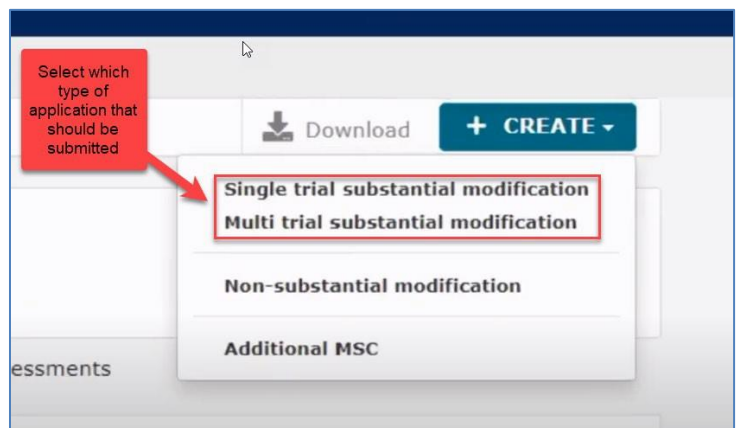 Select which
type of
application that
should be
submitted
Download
+ CREATE
Single trial substantial modification
Multi trial substantial modification
Non-substantial modification
Additional MSC
essments